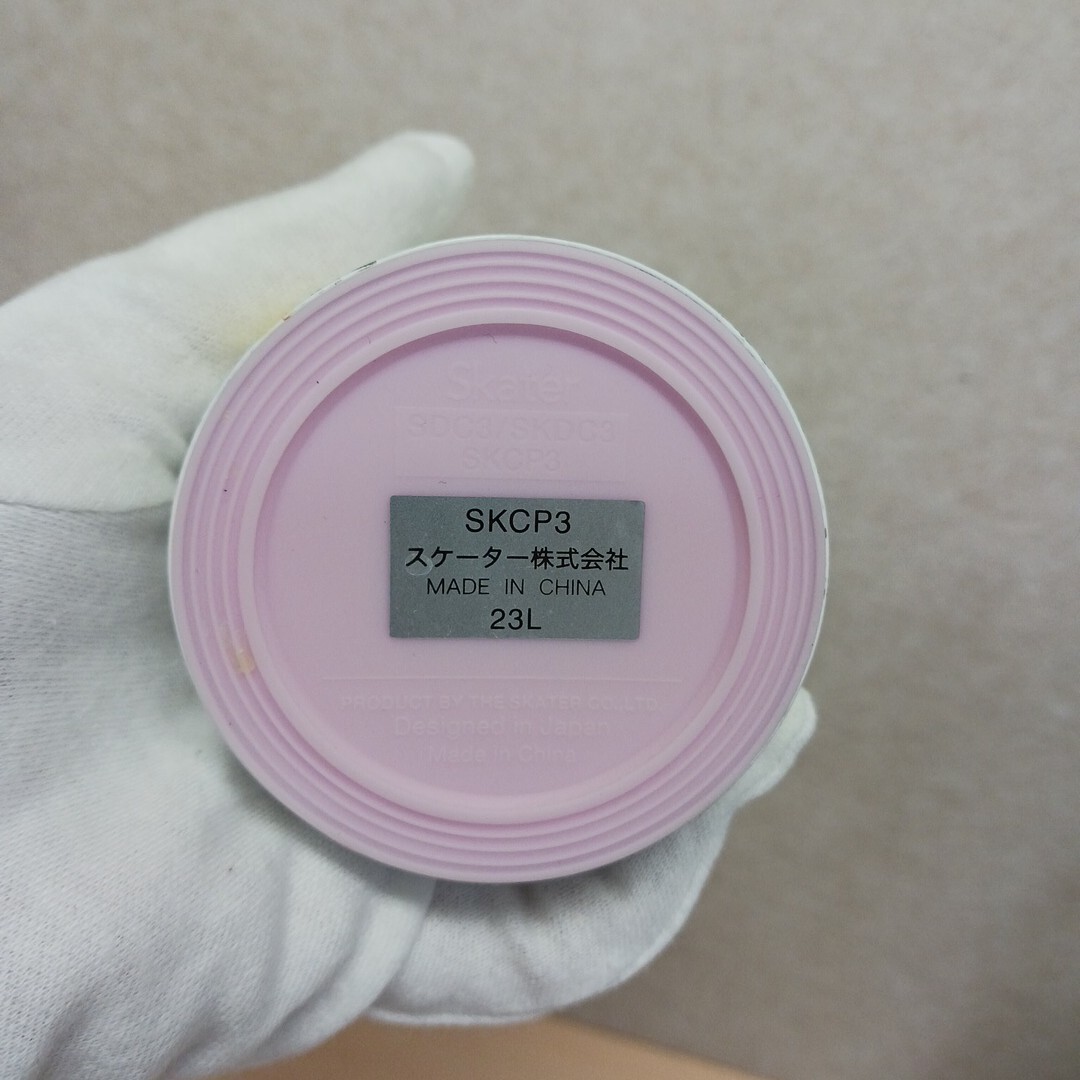 Skater
SDC3/SKDC3
SKCP3
SKCP3
スケーター株式会社
MADE IN CHINA
23L
PRODUCT BY THE SKATER CO.,LTD.
Designed in Japan
Made in China